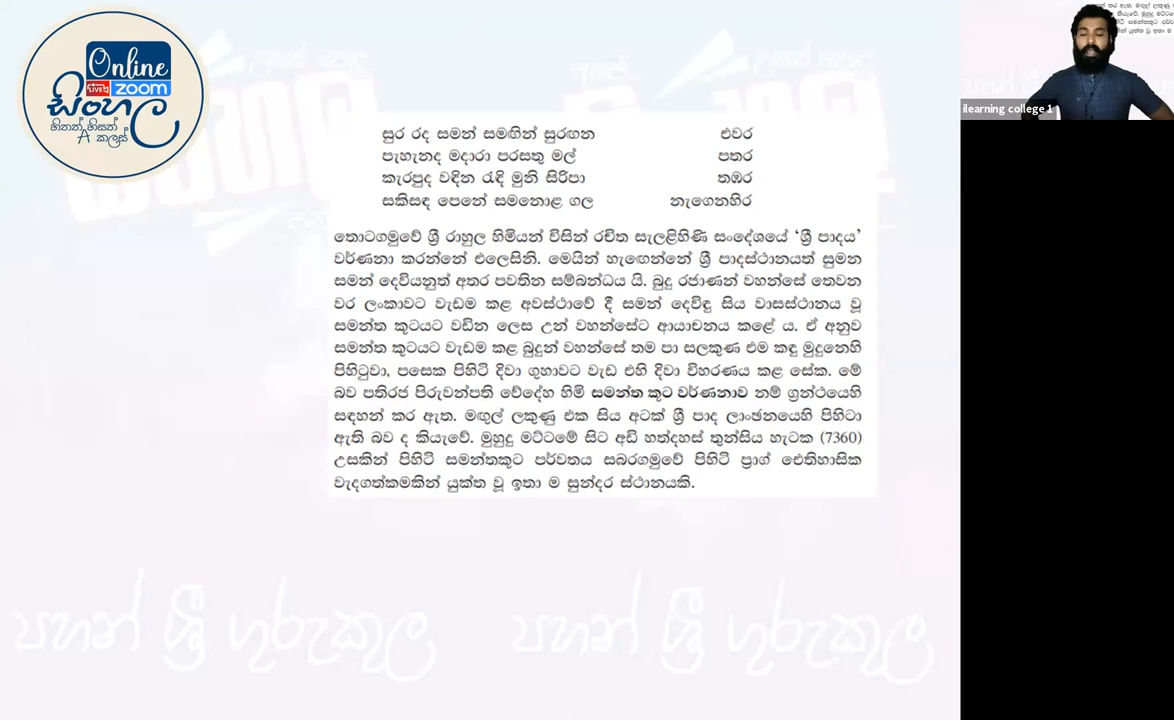 Online
LIVE zoom
සිංහල
හිතත් හිසත්
A කලාස්
සුර රද සමන් සමඟින් සුරඟන එවර
පැහැනද මදාරා පරසතු මල් පතර
කැරපුද වඳින රැඳි මුනි සිරිපා තඹර
සකිසඳ පෙනේ සමනොළ ගල නැගෙනහිර
තොටගමුවේ ශ්‍රී රාහුල හිමියන් විසින් රචිත සැලළිහිණි සංදේශයේ ‘ශ්‍රී පාදය’
වර්ණනා කරන්නේ එලෙසිනි. මෙයින් හැඟෙන්නේ ශ්‍රී පාදස්ථානයත් සුමන
සමන් දෙවියනුත් අතර පවතින සම්බන්ධය යි. බුදු රජාණන් වහන්සේ තෙවන
වර ලංකාවට වැඩම කළ අවස්ථාවේ දී සමන් දෙවිඳු සිය වාසස්ථානය වූ
සමන්ත කූටයට වඩින ලෙස උන් වහන්සේට ආයාචනය කළේ ය. ඒ අනුව
සමන්ත කූටයට වැඩම කළ බුදුන් වහන්සේ තම පා සලකුණ එම කඳු මුදුනෙහි
පිහිටුවා, පසෙක පිහිටි දිවා ගුහාවට වැඩ එහි දිවා විහරණය කළ සේක. මේ
බව පතිරජ පිරුවන්පති වේදේහ හිමි සමන්ත කූට වර්ණනාව නම් ග්‍රන්ථයෙහි
සඳහන් කර ඇත. මඟුල් ලකුණු එක සිය අටක් ශ්‍රී පාද ලාංඡනයෙහි පිහිටා
ඇති බව ද කියැවේ. මුහුදු මට්ටමේ සිට අඩි හත්දහස් තුන්සිය හැටක (7360)
උසකින් පිහිටි සමන්තකූට පර්වතය සබරගමුවේ පිහිටි ප්‍රාග් ඓතිහාසික
වැදගත්කමකින් යුක්ත වූ ඉතා ම සුන්දර ස්ථානයකි.
ilearning college 1
පහන් ශ්‍රී ගුරුකුල පහන් ශ්‍රී ගුරුකුල